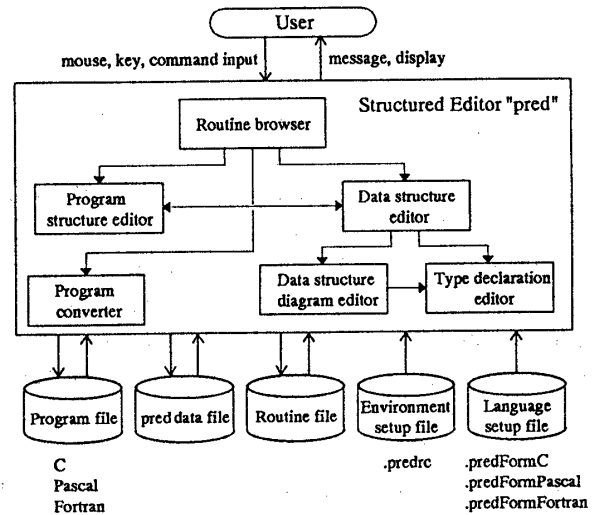 User
mouse, key, command input
message, display
Structured Editor "pred"
Routine browser
Program
structure editor
Data structure
editor
Program
converter
Data structure
diagram editor
Type declaration
editor
Program file
pred data file
Routine file
Environment
setup file
Language
setup file
C
Pascal
Fortran
.predrc
.predFormC
.predFormPascal
.predFormFortran